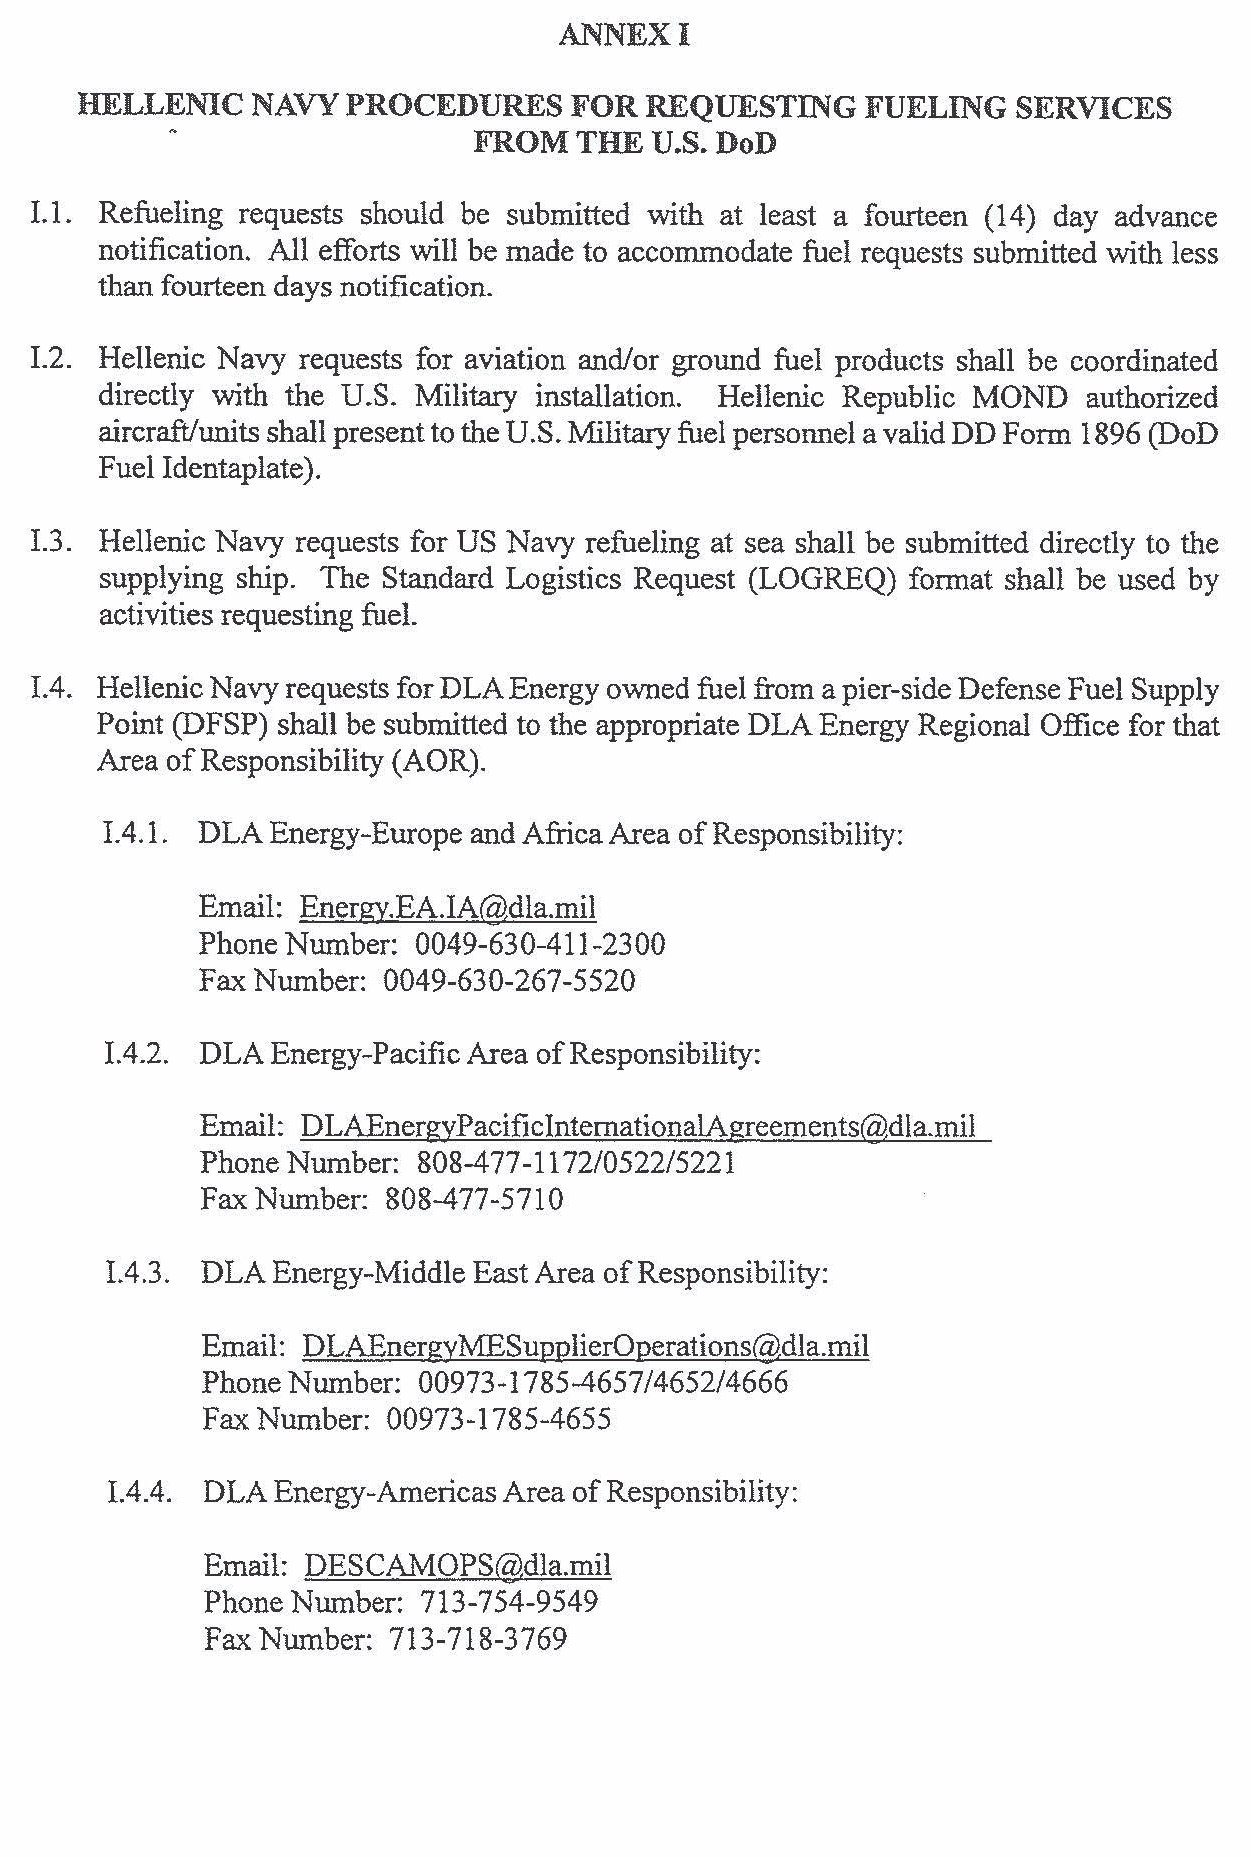 ANNEX I
HELLENIC NAVY PROCEDURES FOR REQUESTING FUELING SERVICES
FROM THE U.S. DoD
I.1. Refueling requests should be submitted with at least a fourteen (14) day advance
notification. All efforts will be made to accommodate fuel requests submitted with less
than fourteen days notification.
I.2. Hellenic Navy requests for aviation and/or ground fuel products shall be coordinated
directly with the U.S. Military installation. Hellenic Republic MOND authorized
aircraft/units shall present to the U.S. Military fuel personnel a valid DD Form 1896 (DoD
Fuel Identaplate).
I.3. Hellenic Navy requests for US Navy refueling at sea shall be submitted directly to the
supplying ship. The Standard Logistics Request (LOGREQ) format shall be used by
activities requesting fuel.
I.4. Hellenic Navy requests for DLA Energy owned fuel from a pier-side Defense Fuel Supply
Point (DFSP) shall be submitted to the appropriate DLA Energy Regional Office for that
Area of Responsibility (AOR).
I.4.1. DLA Energy-Europe and Africa Area of Responsibility:
Email: Energy.EA.IA@dla.mil
Phone Number: 0049-630-411-2300
Fax Number: 0049-630-267-5520
I.4.2. DLA Energy-Pacific Area of Responsibility:
Email: DLAEnergyPacificInternationalAgreements@dla.mil
Phone Number: 808-477-1172/0522/5221
Fax Number: 808-477-5710
I.4.3. DLA Energy-Middle East Area of Responsibility:
Email: DLAEnergyMESupplierOperations@dla.mil
Phone Number: 00973-1785-4657/4652/4666
Fax Number: 00973-1785-4655
I.4.4. DLA Energy-Americas Area of Responsibility:
Email: DESCAMOPS@dla.mil
Phone Number: 713-754-9549
Fax Number: 713-718-3769